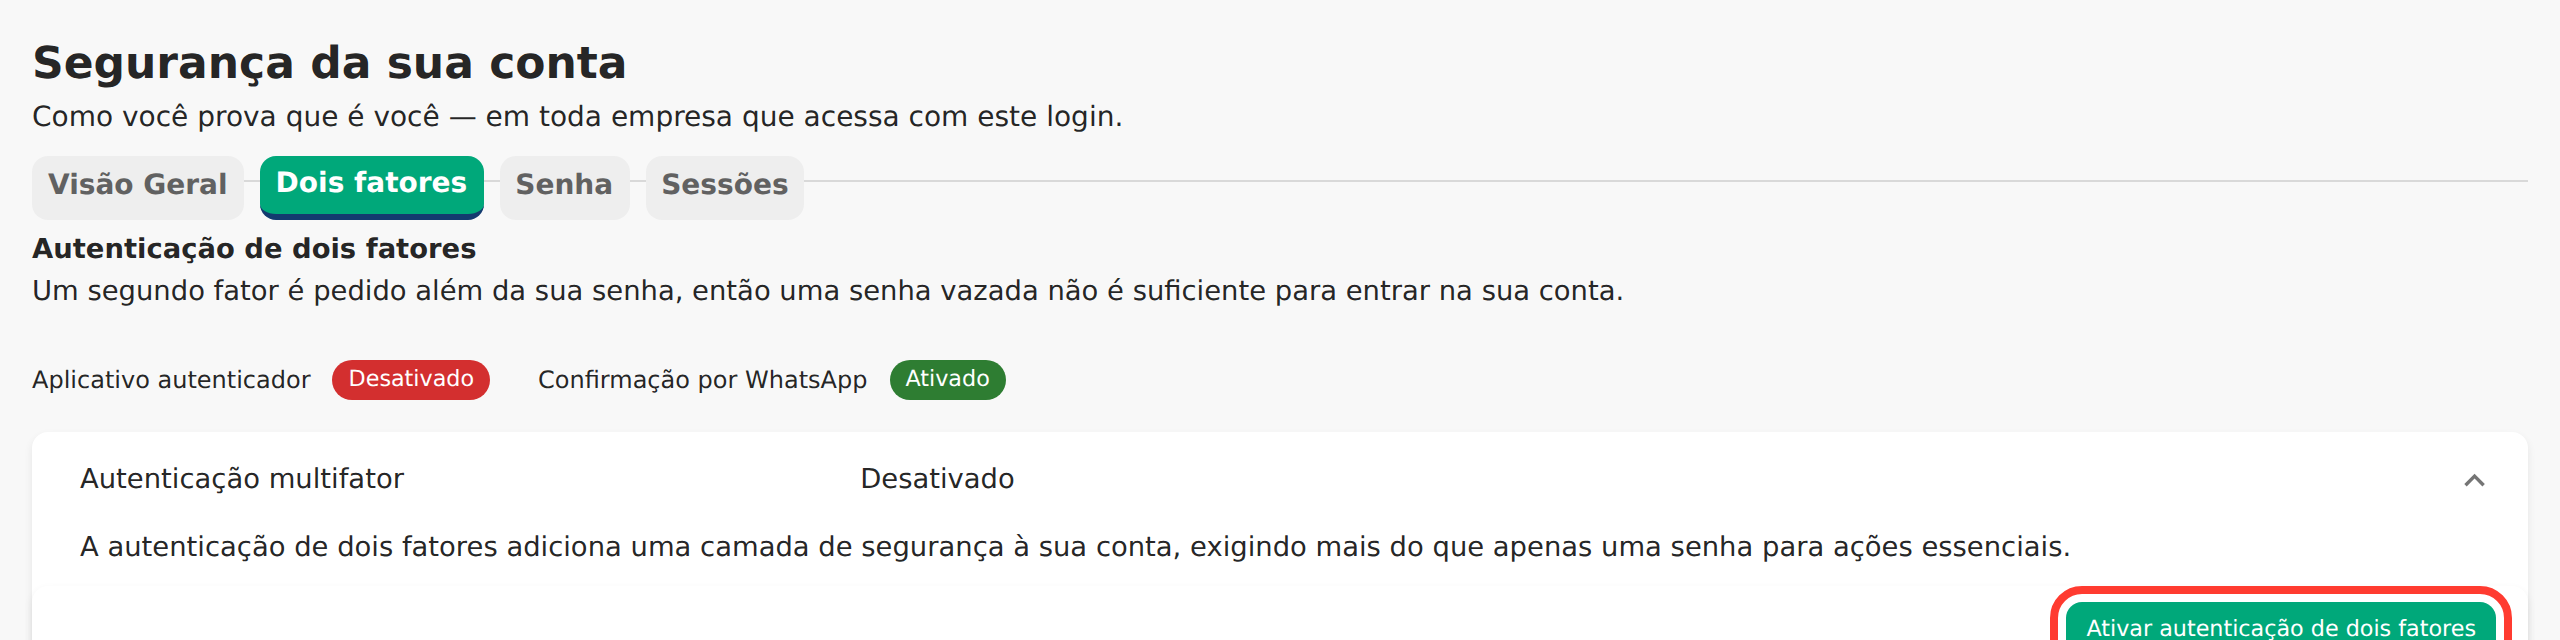 Segurança da sua conta
Como você prova que é você — em toda empresa que acessa com este login.
Visão Geral Dois fatores Senha Sessões
Autenticação de dois fatores
Um segundo fator é pedido além da sua senha, então uma senha vazada não é suficiente para entrar na sua conta.
Aplicativo autenticador Desativado Confirmação por WhatsApp Ativado
Autenticação multifator Desativado
A autenticação de dois fatores adiciona uma camada de segurança à sua conta, exigindo mais do que apenas uma senha para ações essenciais.
Ativar autenticação de dois fatores